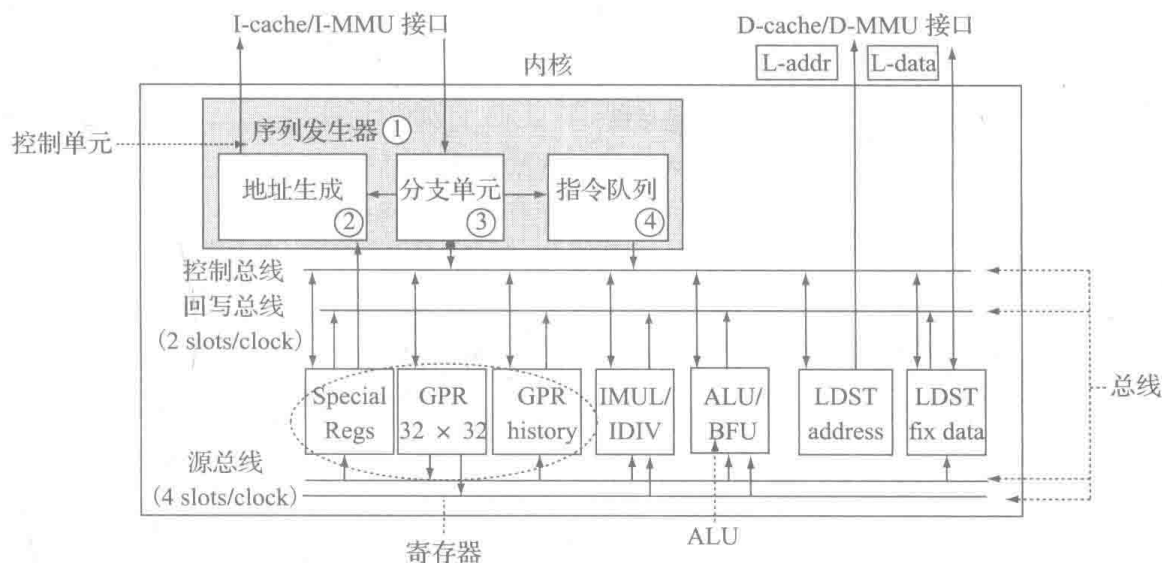 I-cache/I-MMU 接口
D-cache/D-MMU 接口
L-addr
L-data
内核
控制单元
序列发生器 ①
地址生成 ②
分支单元 ③
指令队列 ④
控制总线
回写总线
(2 slots/clock)
总线
Special
Regs
GPR
32 × 32
GPR
history
IMUL/
IDIV
ALU/
BFU
LDST
address
LDST
fix data
源总线
(4 slots/clock)
寄存器
ALU